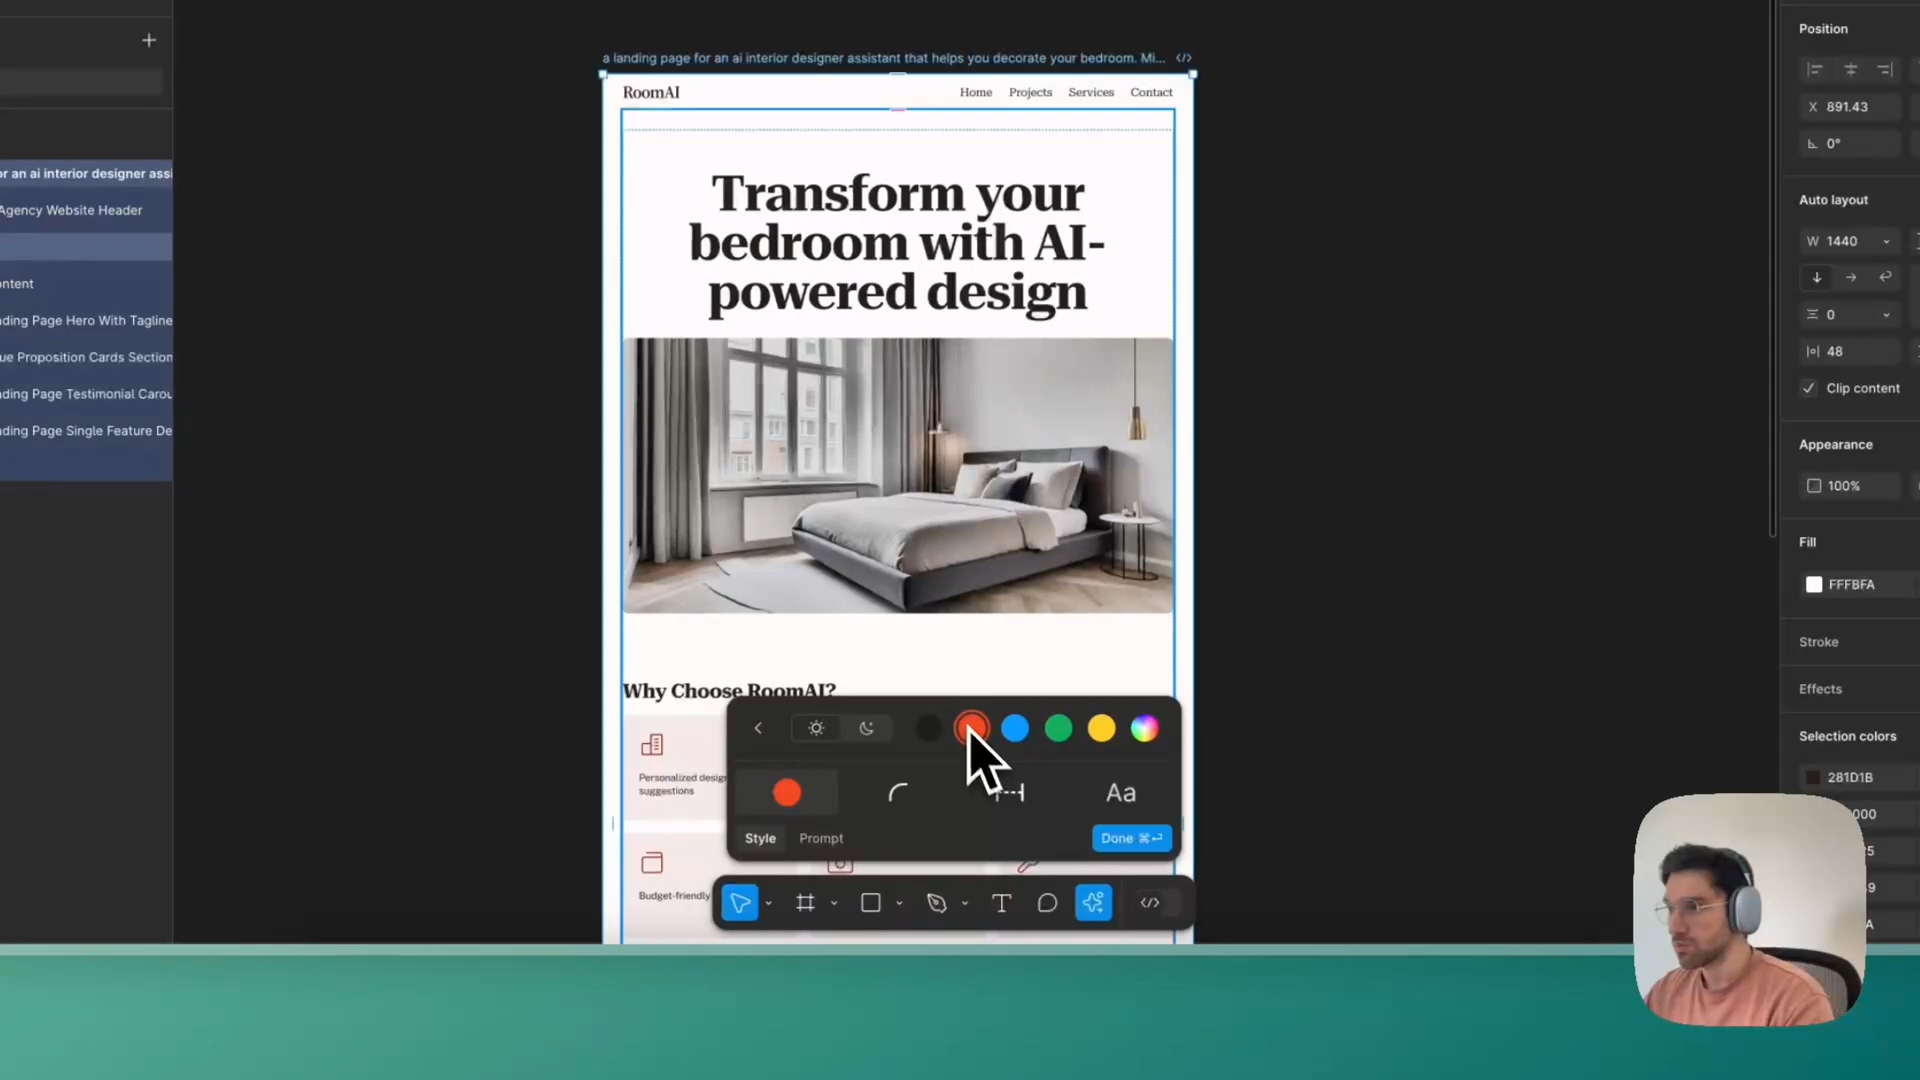 a landing page for an ai interior designer assistant that helps you decorate your bedroom. Mi...
or an ai interior designer assi
Agency Website Header
ontent
ding Page Hero With Tagline
ue Proposition Cards Section
ding Page Testimonial Carou
ding Page Single Feature De
RoomAI
Home Projects Services Contact
Transform your
bedroom with AI-
powered design
Why Choose RoomAI?
Personalized design
suggestions
Budget-friendly
Aa
Style Prompt Done ⌘↵
Position
X 891.43
0°
Auto layout
W 1440
0
48
Clip content
Appearance
100%
Fill
FFFBFA
Stroke
Effects
Selection colors
281D1B
000